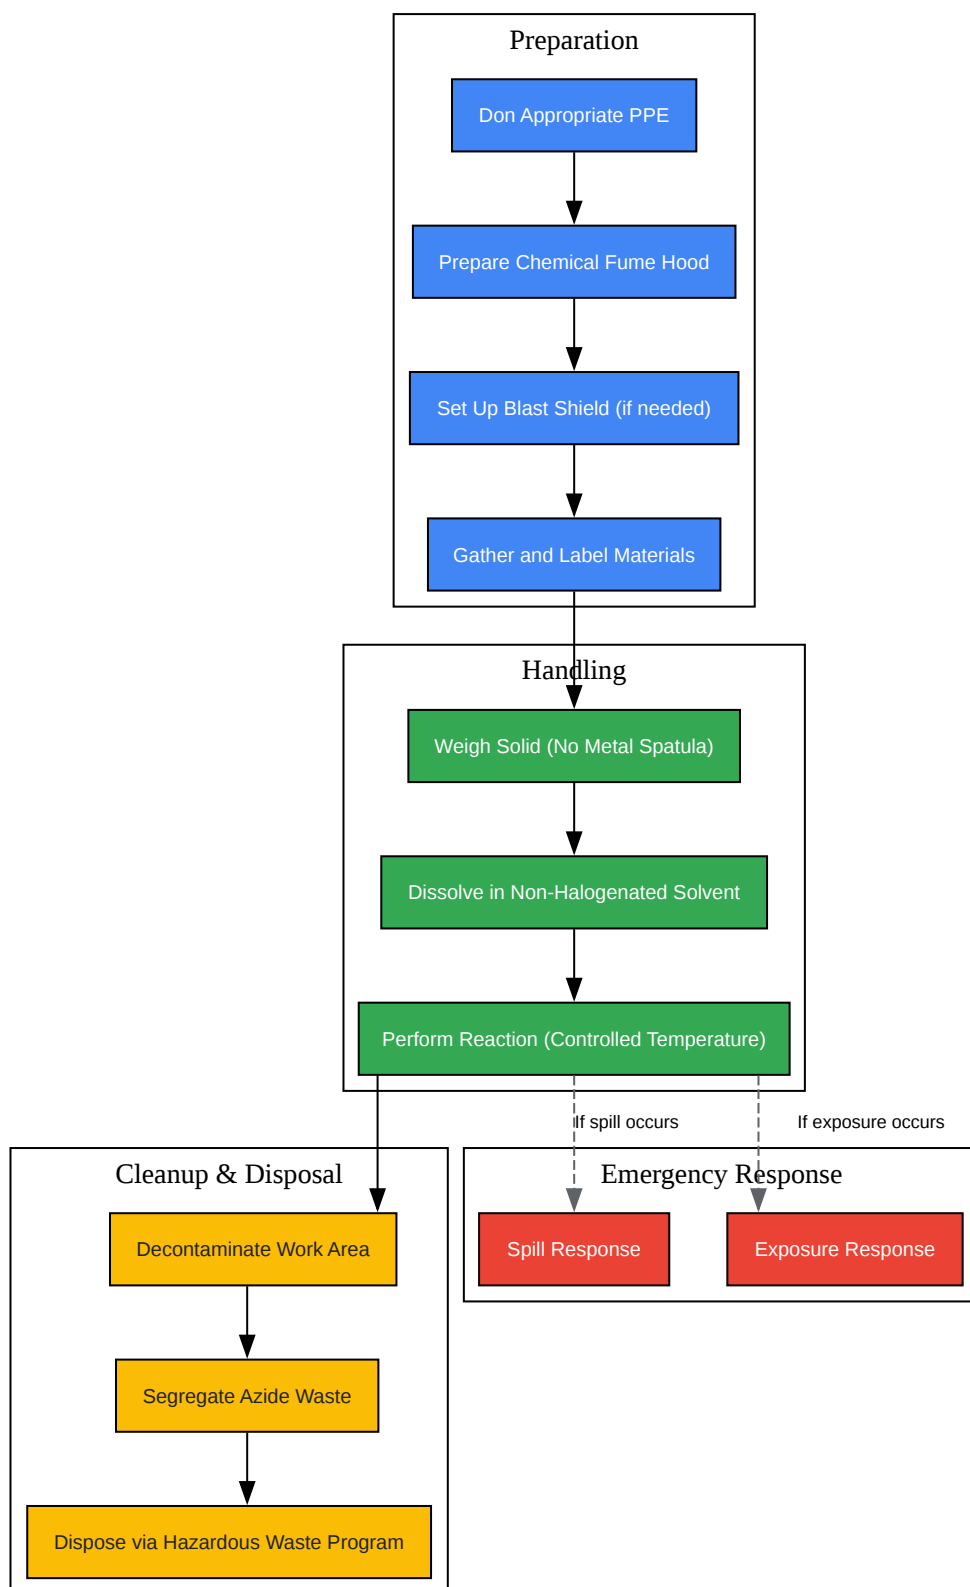 Preparation
Don Appropriate PPE
Prepare Chemical Fume Hood
Set Up Blast Shield (if needed)
Gather and Label Materials
Handling
Weigh Solid (No Metal Spatula)
Dissolve in Non-Halogenated Solvent
Perform Reaction (Controlled Temperature)
If spill occurs
If exposure occurs
Cleanup & Disposal
Decontaminate Work Area
Segregate Azide Waste
Dispose via Hazardous Waste Program
Emergency Response
Spill Response
Exposure Response